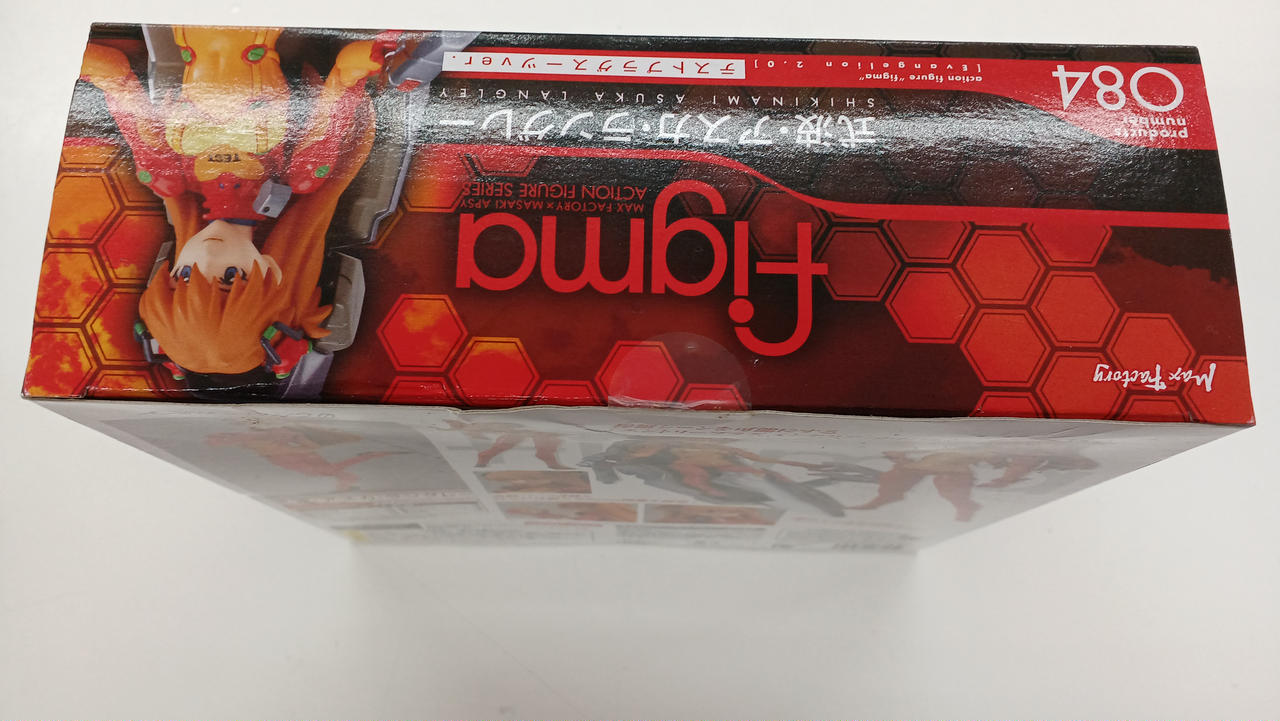 Max Factory
figma
MAX FACTORY × MASAKI APSY
ACTION FIGURE SERIES
式波・アスカ・ラングレー
SHIKINAMI ASUKA LANGLEY
テストプラグスーツver.
products
number
084
action figure "figma"
[Evangelion 2.0]
TEST